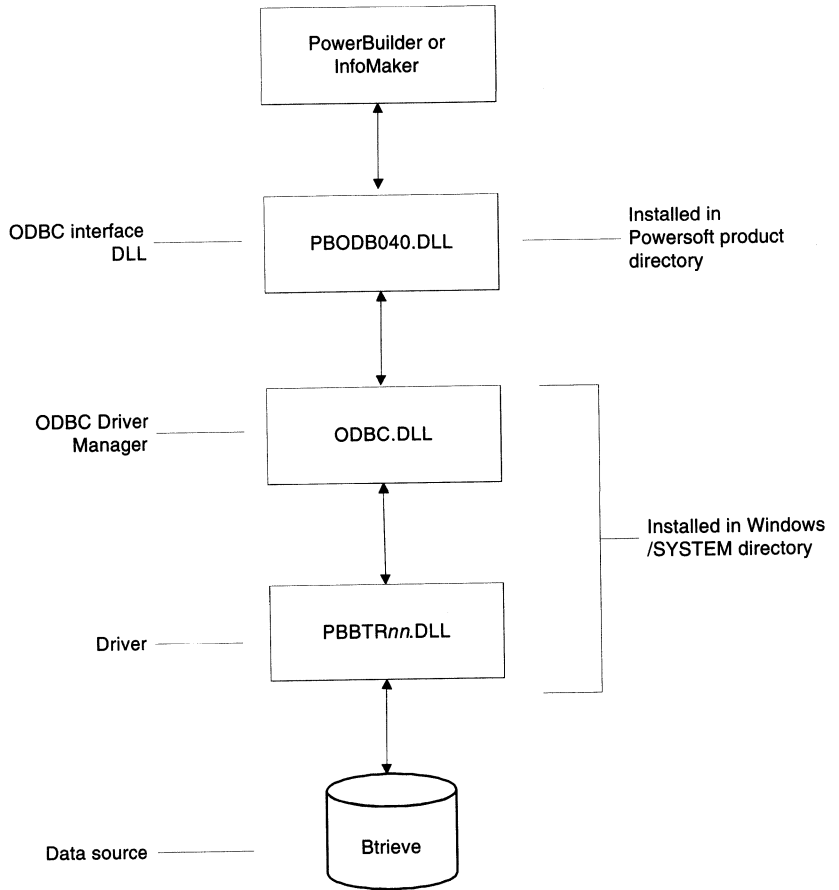 PowerBuilder or
InfoMaker
ODBC interface
DLL
PBODB040.DLL
Installed in
Powersoft product
directory
ODBC Driver
Manager
ODBC.DLL
Installed in Windows
/SYSTEM directory
Driver
PBBTRnn.DLL
Data source
Btrieve